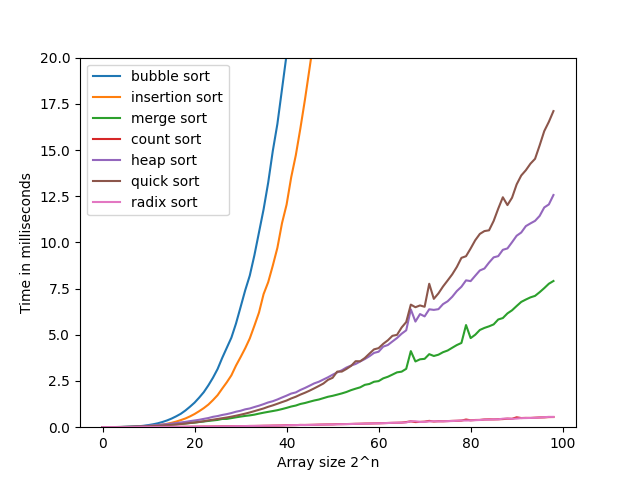 20.0
17.5
15.0
12.5
10.0
7.5
5.0
2.5
0.0
Time in milliseconds
bubble sort
insertion sort
merge sort
count sort
heap sort
quick sort
radix sort
0 20 40 60 80 100
Array size 2^n